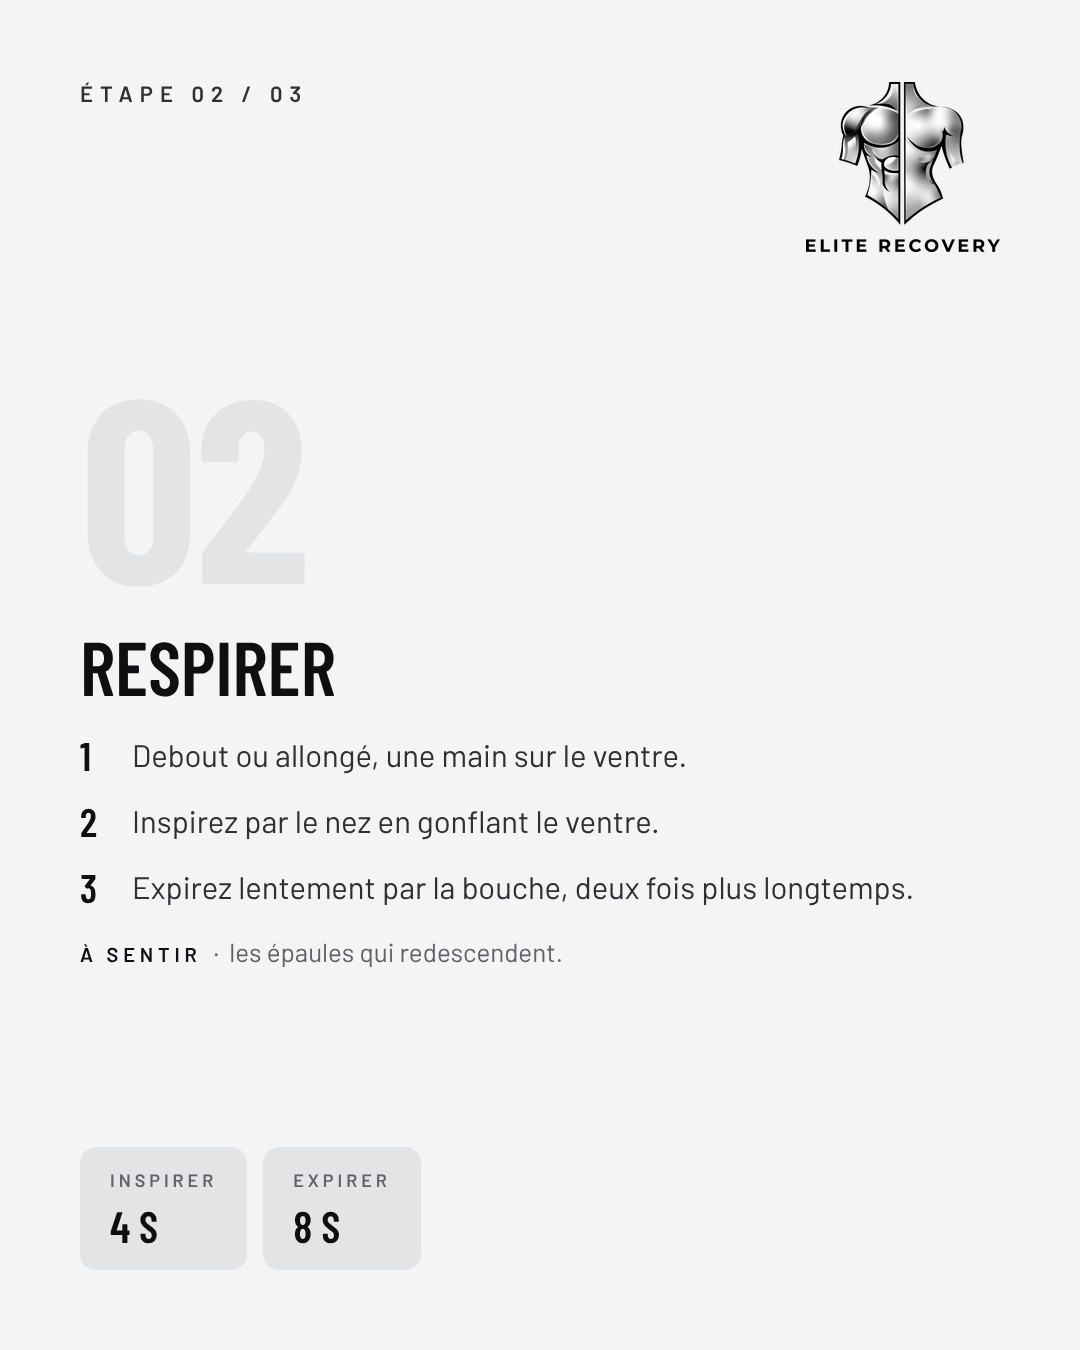 ÉTAPE 02 / 03
ELITE RECOVERY
02
RESPIRER
1 Debout ou allongé, une main sur le ventre.
2 Inspirez par le nez en gonflant le ventre.
3 Expirez lentement par la bouche, deux fois plus longtemps.
À SENTIR · les épaules qui redescendent.
INSPIRER EXPIRER
4 S 8 S